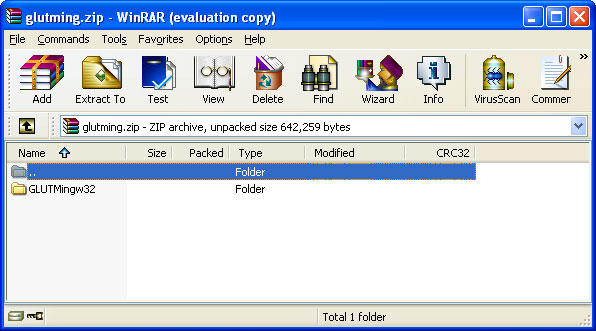 glutming.zip - WinRAR (evaluation copy)
File Commands Tools Favorites Options Help
Add Extract To Test View Delete Find Wizard Info VirusScan Commer »
glutming.zip - ZIP archive, unpacked size 642,259 bytes
Name Size Packed Type Modified CRC32
.. Folder
GLUTMingw32 Folder
Total 1 folder